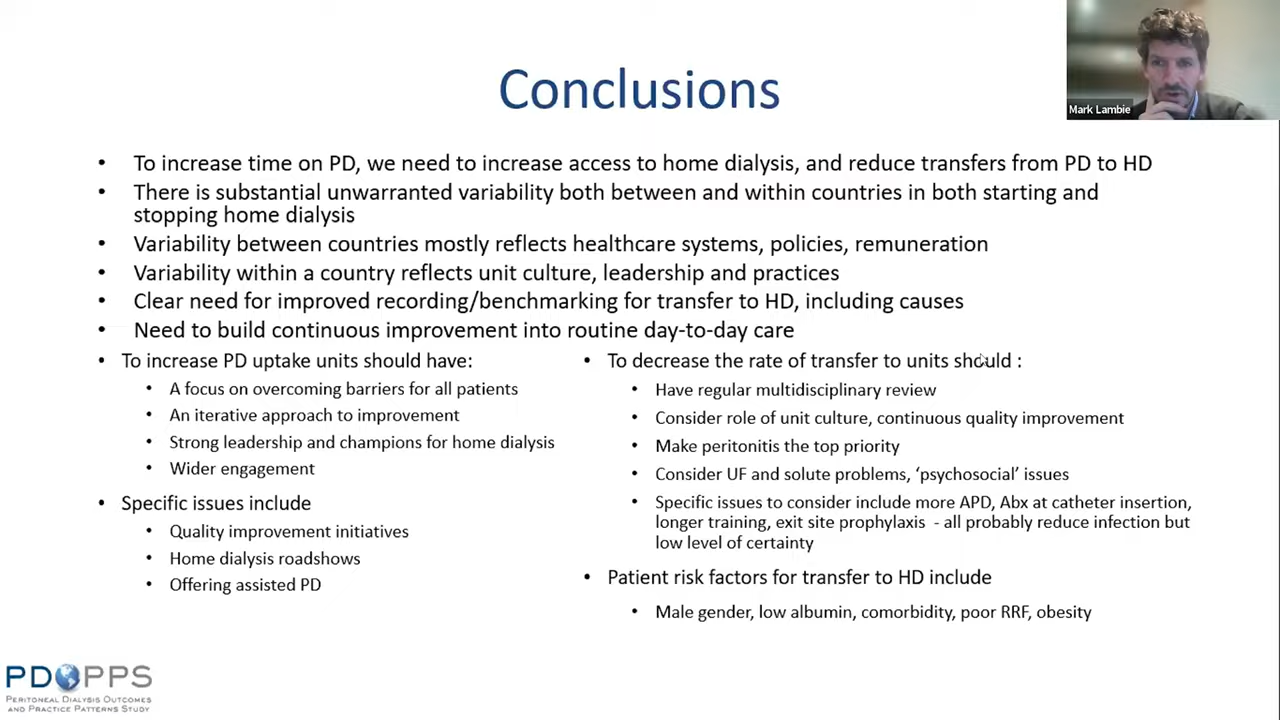 Conclusions
Mark Lambie
• To increase time on PD, we need to increase access to home dialysis, and reduce transfers from PD to HD
• There is substantial unwarranted variability both between and within countries in both starting and
stopping home dialysis
• Variability between countries mostly reflects healthcare systems, policies, remuneration
• Variability within a country reflects unit culture, leadership and practices
• Clear need for improved recording/benchmarking for transfer to HD, including causes
• Need to build continuous improvement into routine day-to-day care
• To increase PD uptake units should have:
• A focus on overcoming barriers for all patients
• An iterative approach to improvement
• Strong leadership and champions for home dialysis
• Wider engagement
• Specific issues include
• Quality improvement initiatives
• Home dialysis roadshows
• Offering assisted PD
• To decrease the rate of transfer to units should :
• Have regular multidisciplinary review
• Consider role of unit culture, continuous quality improvement
• Make peritonitis the top priority
• Consider UF and solute problems, ‘psychosocial’ issues
• Specific issues to consider include more APD, Abx at catheter insertion,
longer training, exit site prophylaxis - all probably reduce infection but
low level of certainty
• Patient risk factors for transfer to HD include
• Male gender, low albumin, comorbidity, poor RRF, obesity
PDOPPS
PERITONEAL DIALYSIS OUTCOMES
AND PRACTICE PATTERNS STUDY